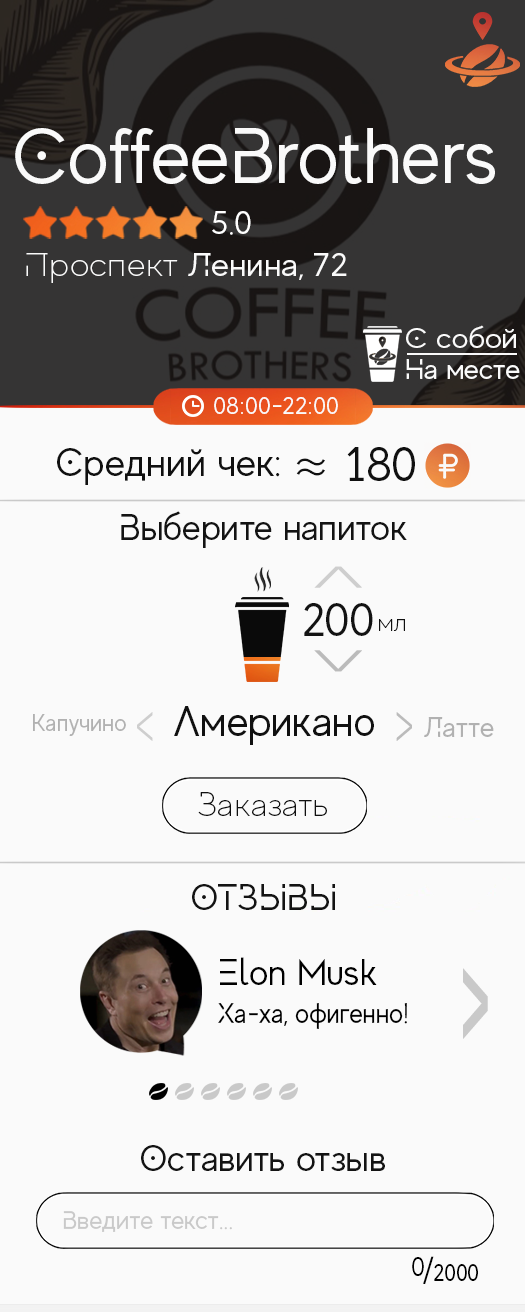 CoffeeBrothers
5.0
Проспект Ленина, 72
COFFEE
BROTHERS
С собой
На месте
08:00-22:00
Средний чек: ≈ 180 ₽
Выберите напиток
200 мл
Капучино < Американо > Латте
Заказать
ОТЗЫВЫ
Elon Musk
Ха-ха, офигенно!
Оставить отзыв
Введите текст...
0/2000